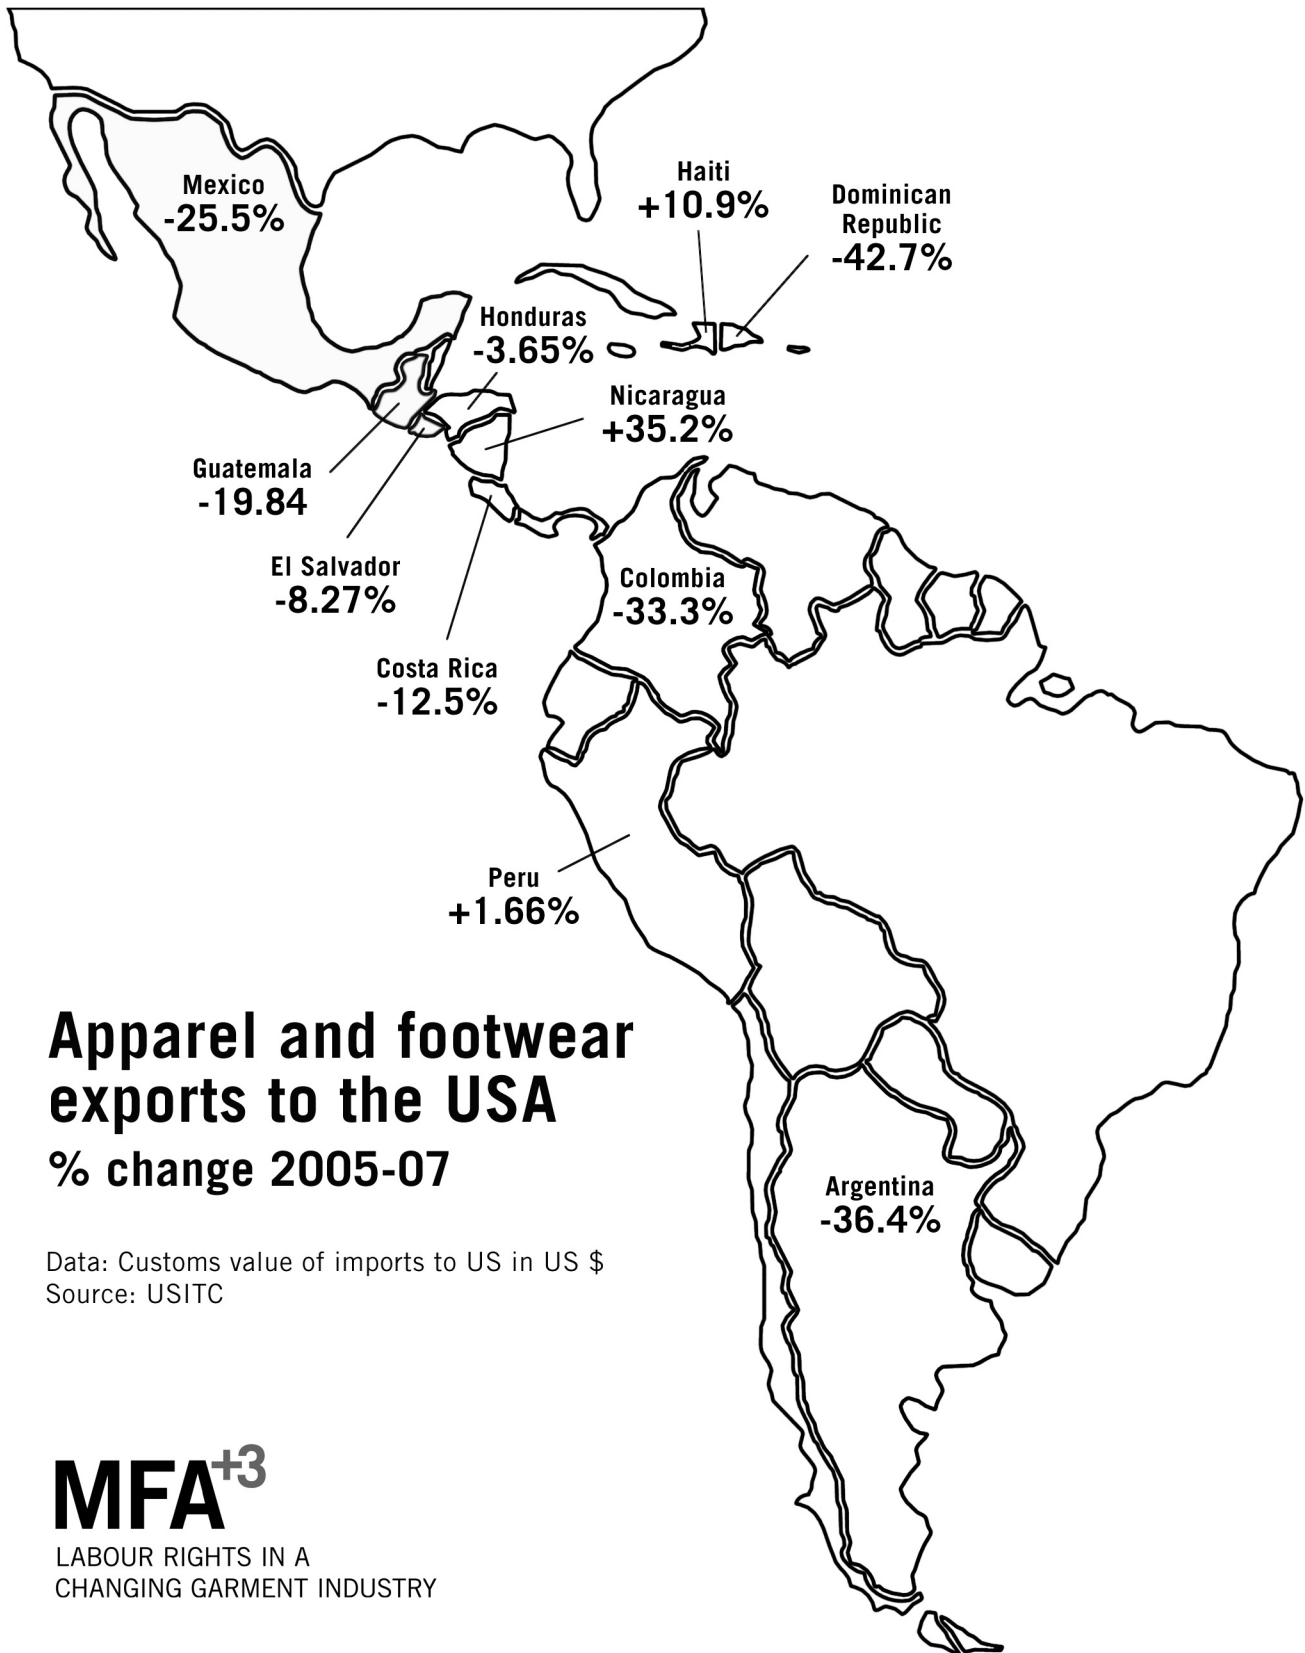 Mexico
-25.5%
Haiti
+10.9%
Dominican
Republic
-42.7%
Honduras
-3.65%
Nicaragua
+35.2%
Guatemala
-19.84
El Salvador
-8.27%
Costa Rica
-12.5%
Colombia
-33.3%
Peru
+1.66%
Argentina
-36.4%
Apparel and footwear
exports to the USA
% change 2005-07
Data: Customs value of imports to US in US $
Source: USITC
MFA+3
LABOUR RIGHTS IN A
CHANGING GARMENT INDUSTRY